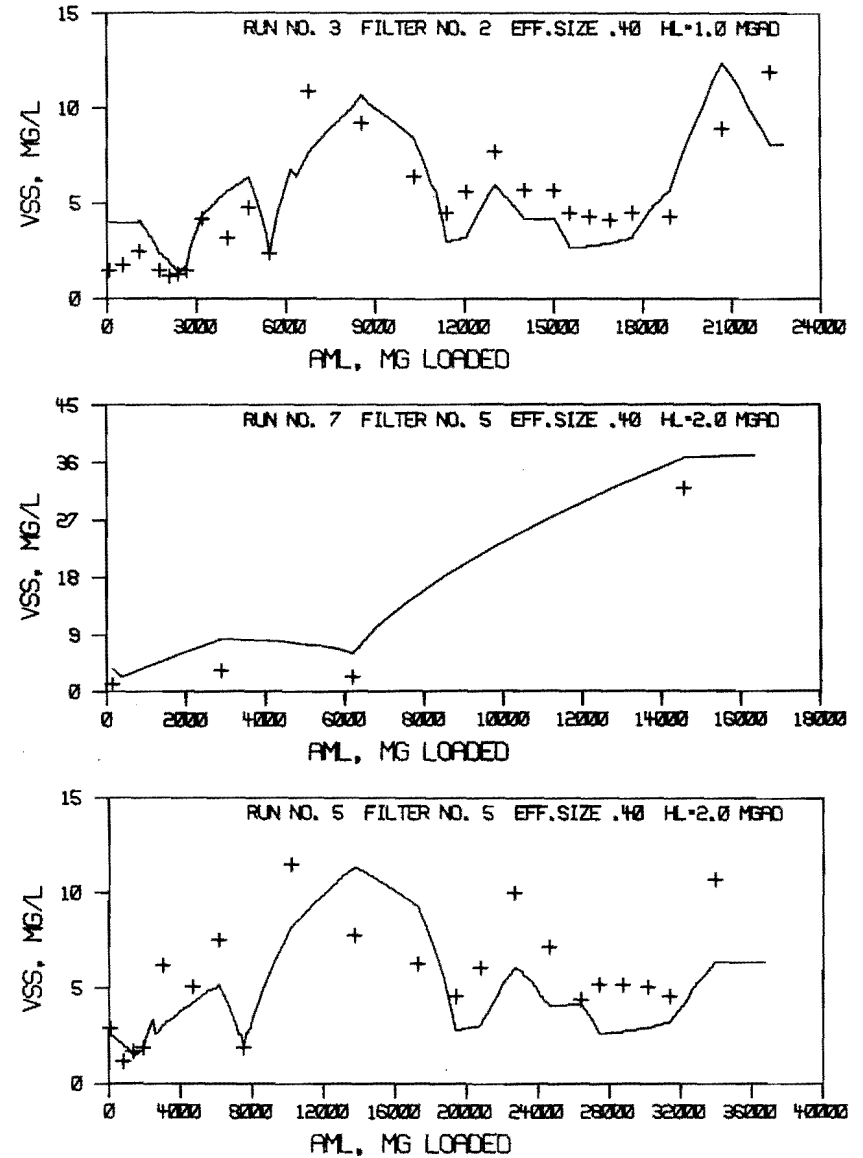 15
RUN NO. 3 FILTER NO. 2 EFF.SIZE .40 HL=1.0 MGAD
10
VSS, MG/L
5
0
0 3000 6000 9000 12000 15000 18000 21000 24000
AML, MG LOADED
45
RUN NO. 7 FILTER NO. 5 EFF.SIZE .40 HL=2.0 MGAD
36
27
VSS, MG/L
18
9
0
0 2000 4000 6000 8000 10000 12000 14000 16000 18000
AML, MG LOADED
15
RUN NO. 5 FILTER NO. 5 EFF.SIZE .40 HL=2.0 MGAD
10
VSS, MG/L
5
0
0 4000 8000 12000 16000 20000 24000 28000 32000 36000 40000
AML, MG LOADED